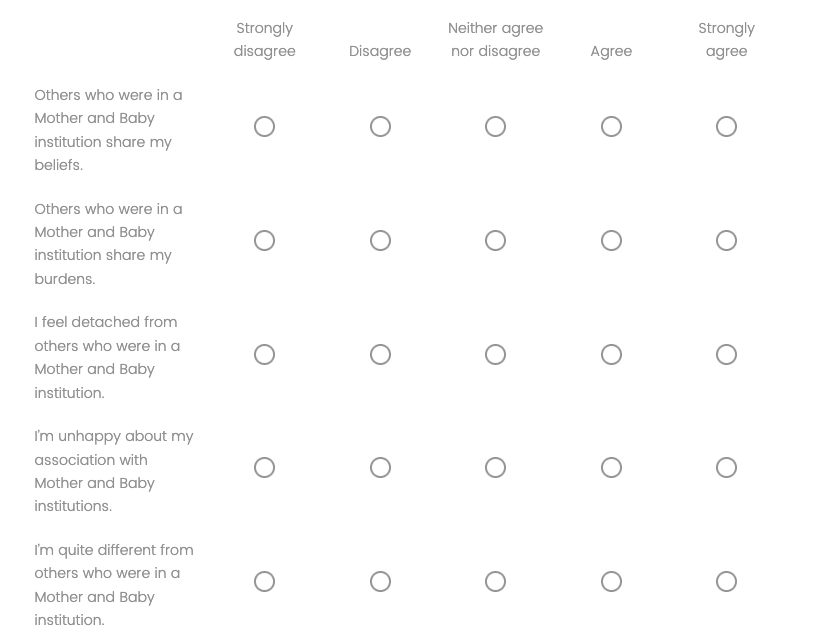 Strongly disagree
Disagree
Neither agree nor disagree
Agree
Strongly agree
Others who were in a
Mother and Baby
institution share my
beliefs.
Others who were in a
Mother and Baby
institution share my
burdens.
I feel detached from
others who were in a
Mother and Baby
institution.
I'm unhappy about my
association with
Mother and Baby
institutions.
I'm quite different from
others who were in a
Mother and Baby
institution.